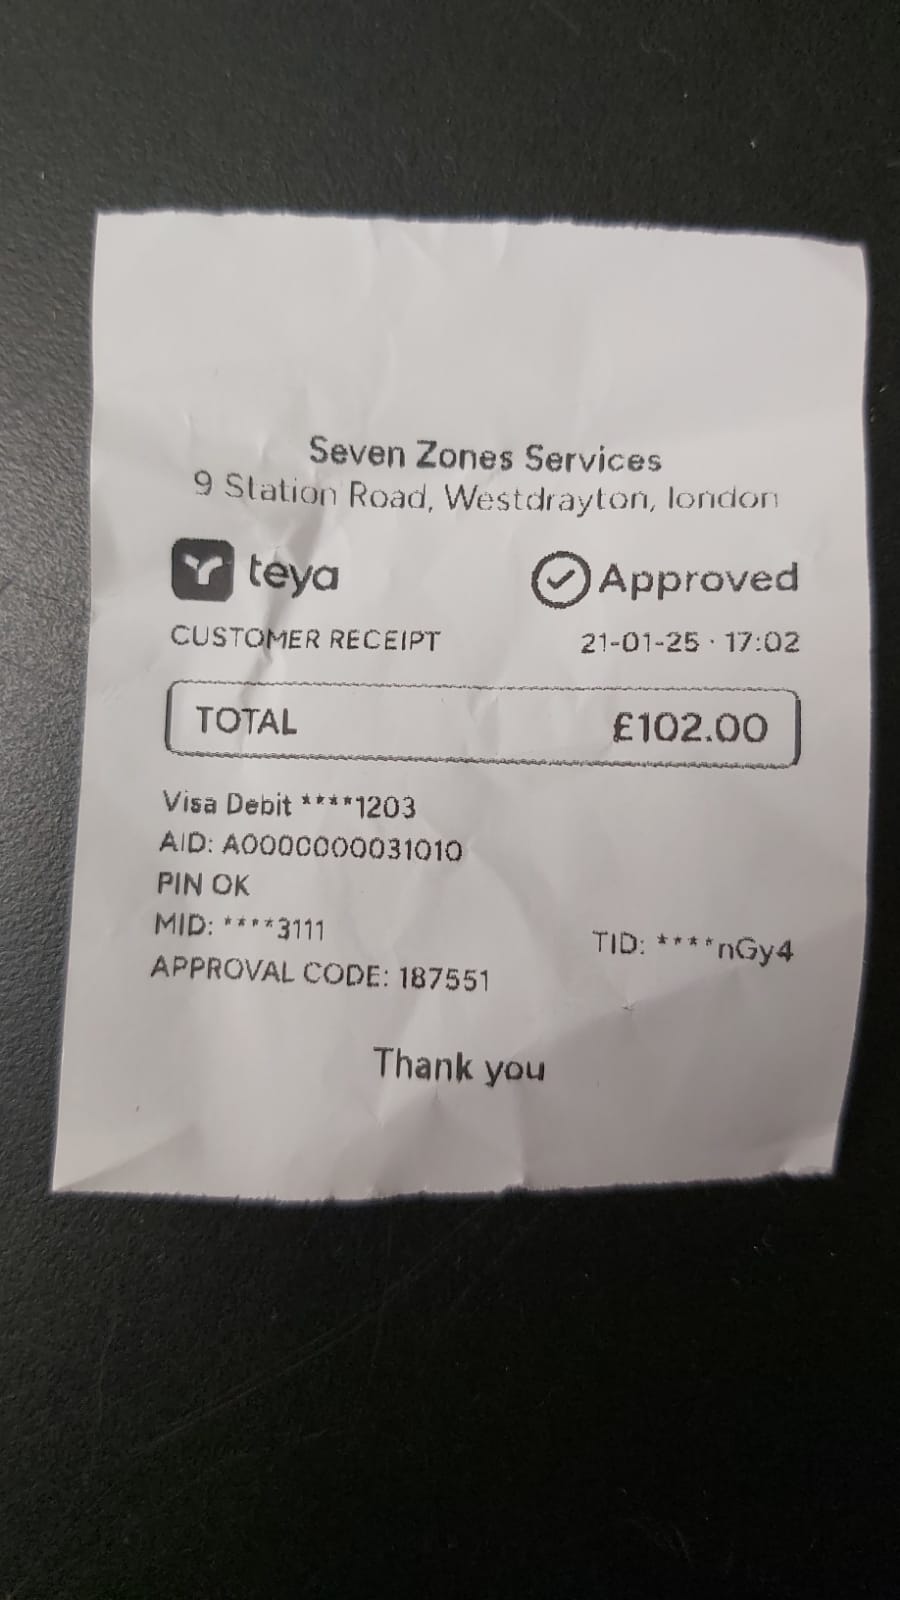 Seven Zones Services
9 Station Road, Westdrayton, london
teya
Approved
CUSTOMER RECEIPT 21-01-25 · 17:02
TOTAL £102.00
Visa Debit ****1203
AID: A0000000031010
PIN OK
MID: ****3111 TID: ****nGy4
APPROVAL CODE: 187551
Thank you